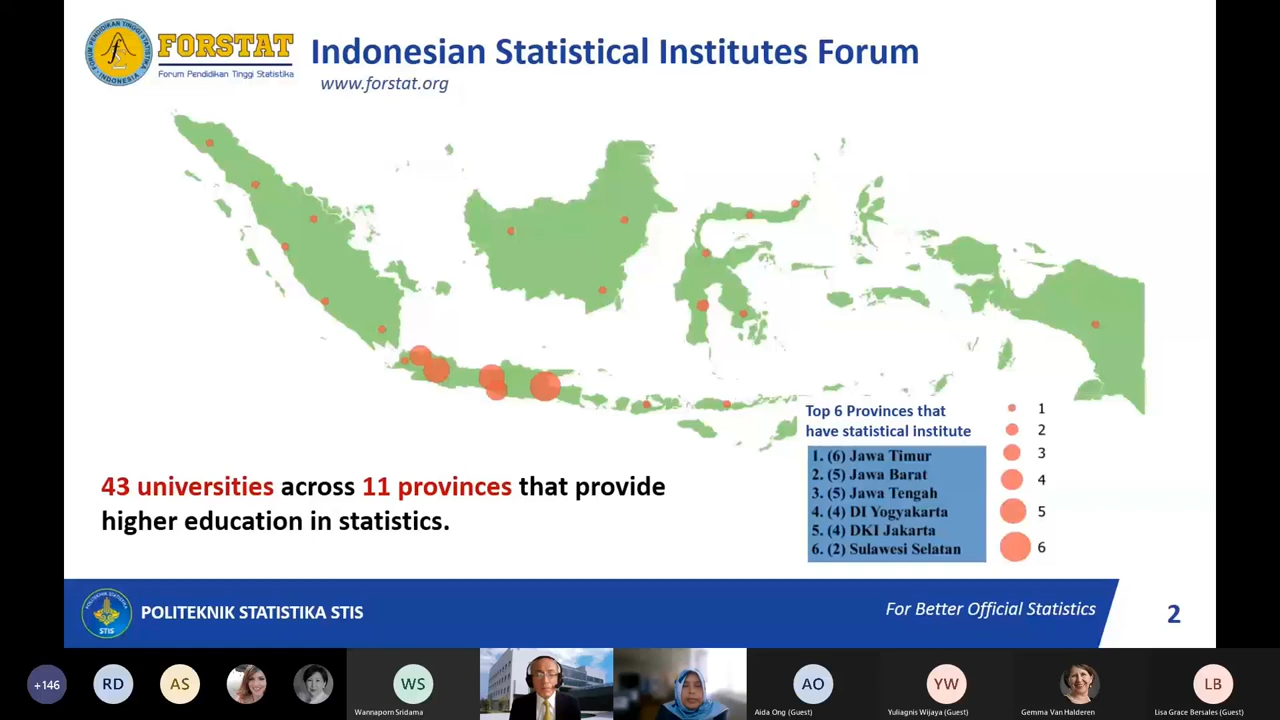 FORSTAT
Forum Pendidikan Tinggi Statistika
Indonesian Statistical Institutes Forum
www.forstat.org
Top 6 Provinces that
have statistical institute
1. (6) Jawa Timur
2. (5) Jawa Barat
3. (5) Jawa Tengah
4. (4) DI Yogyakarta
5. (4) DKI Jakarta
6. (2) Sulawesi Selatan
1
2
3
4
5
6
43 universities across 11 provinces that provide
higher education in statistics.
STIS
POLITEKNIK STATISTIKA STIS
For Better Official Statistics
2
+146
RD
AS
WS
Wannaporn Sridama
AO
Aida Ong (Guest)
YW
Yuliagnis Wijaya (Guest)
Gemma Van Halderen
LB
Lisa Grace Bersales (Guest)